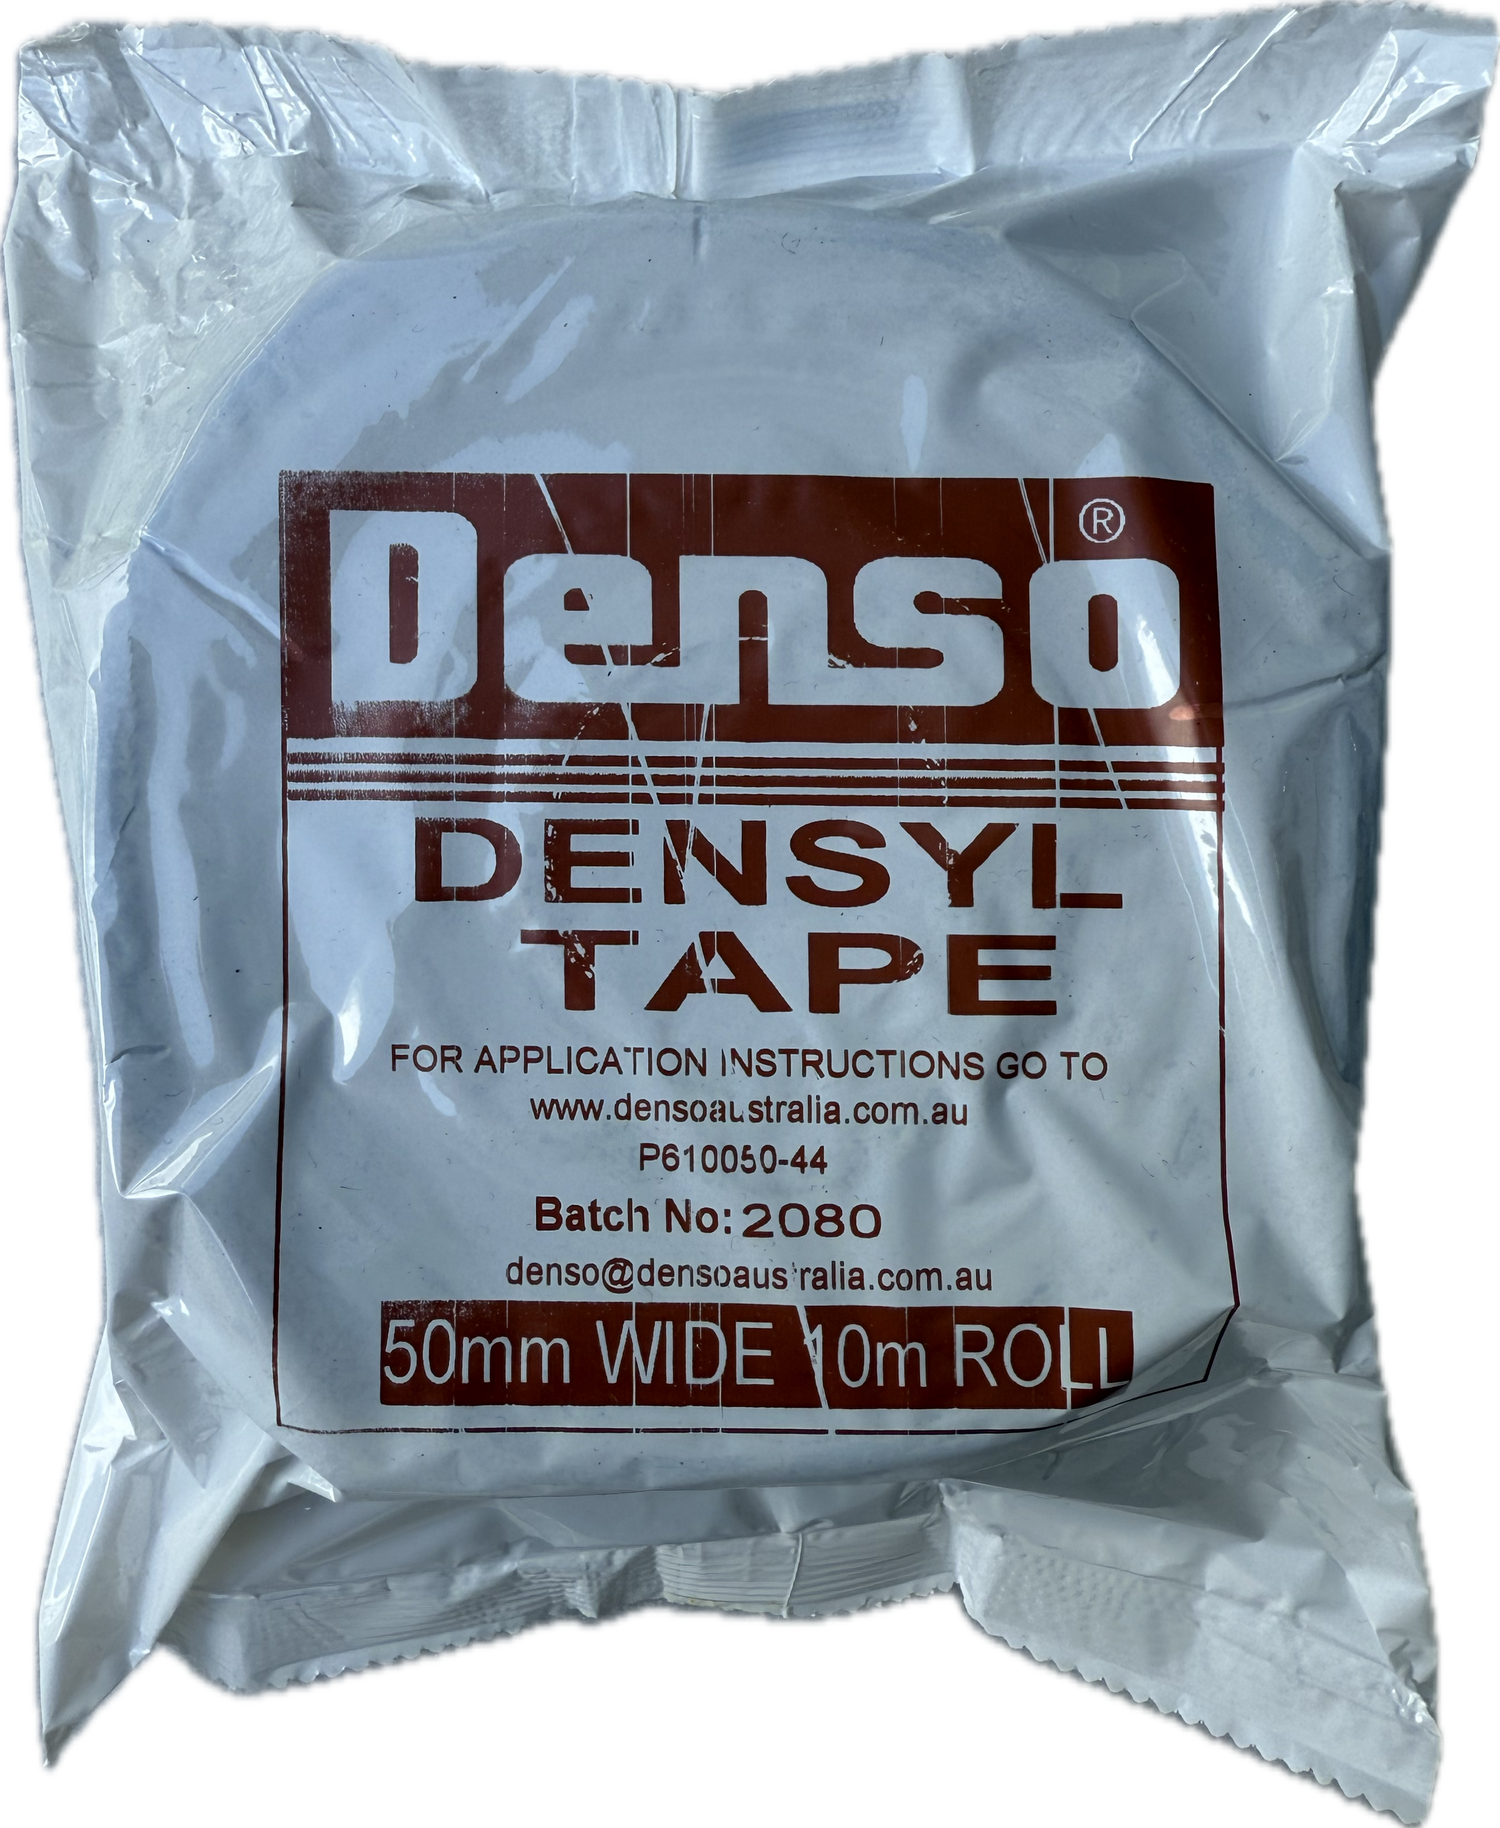 Denso®
DENSYL
TAPE
FOR APPLICATION INSTRUCTIONS GO TO
www.densoaustralia.com.au
P610050-44
Batch No: 2080
denso@densoaustralia.com.au
50mm WIDE 10m ROLL